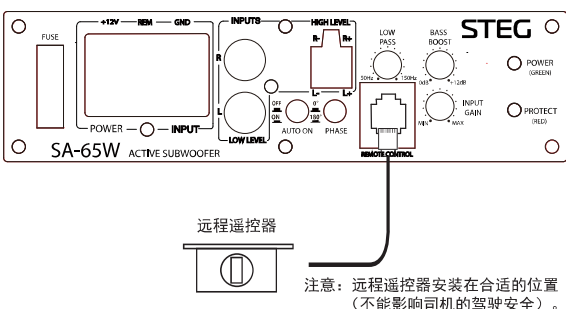 +12V REM GND
INPUTS
HIGH LEVEL
STEG
FUSE
R- R+
LOW PASS
BASS BOOST
R
POWER
(GREEN)
50Hz 150Hz
0dB +12dB
L- L+
L
OFF
ON
AUTO ON
0°
180°
PHASE
INPUT GAIN
MIN MAX
PROTECT
(RED)
POWER INPUT
LOW LEVEL
REMOTE CONTROL
SA-65W ACTIVE SUBWOOFER
远程遥控器
注意：远程遥控器安装在合适的位置
（不能影响司机的驾驶安全）。